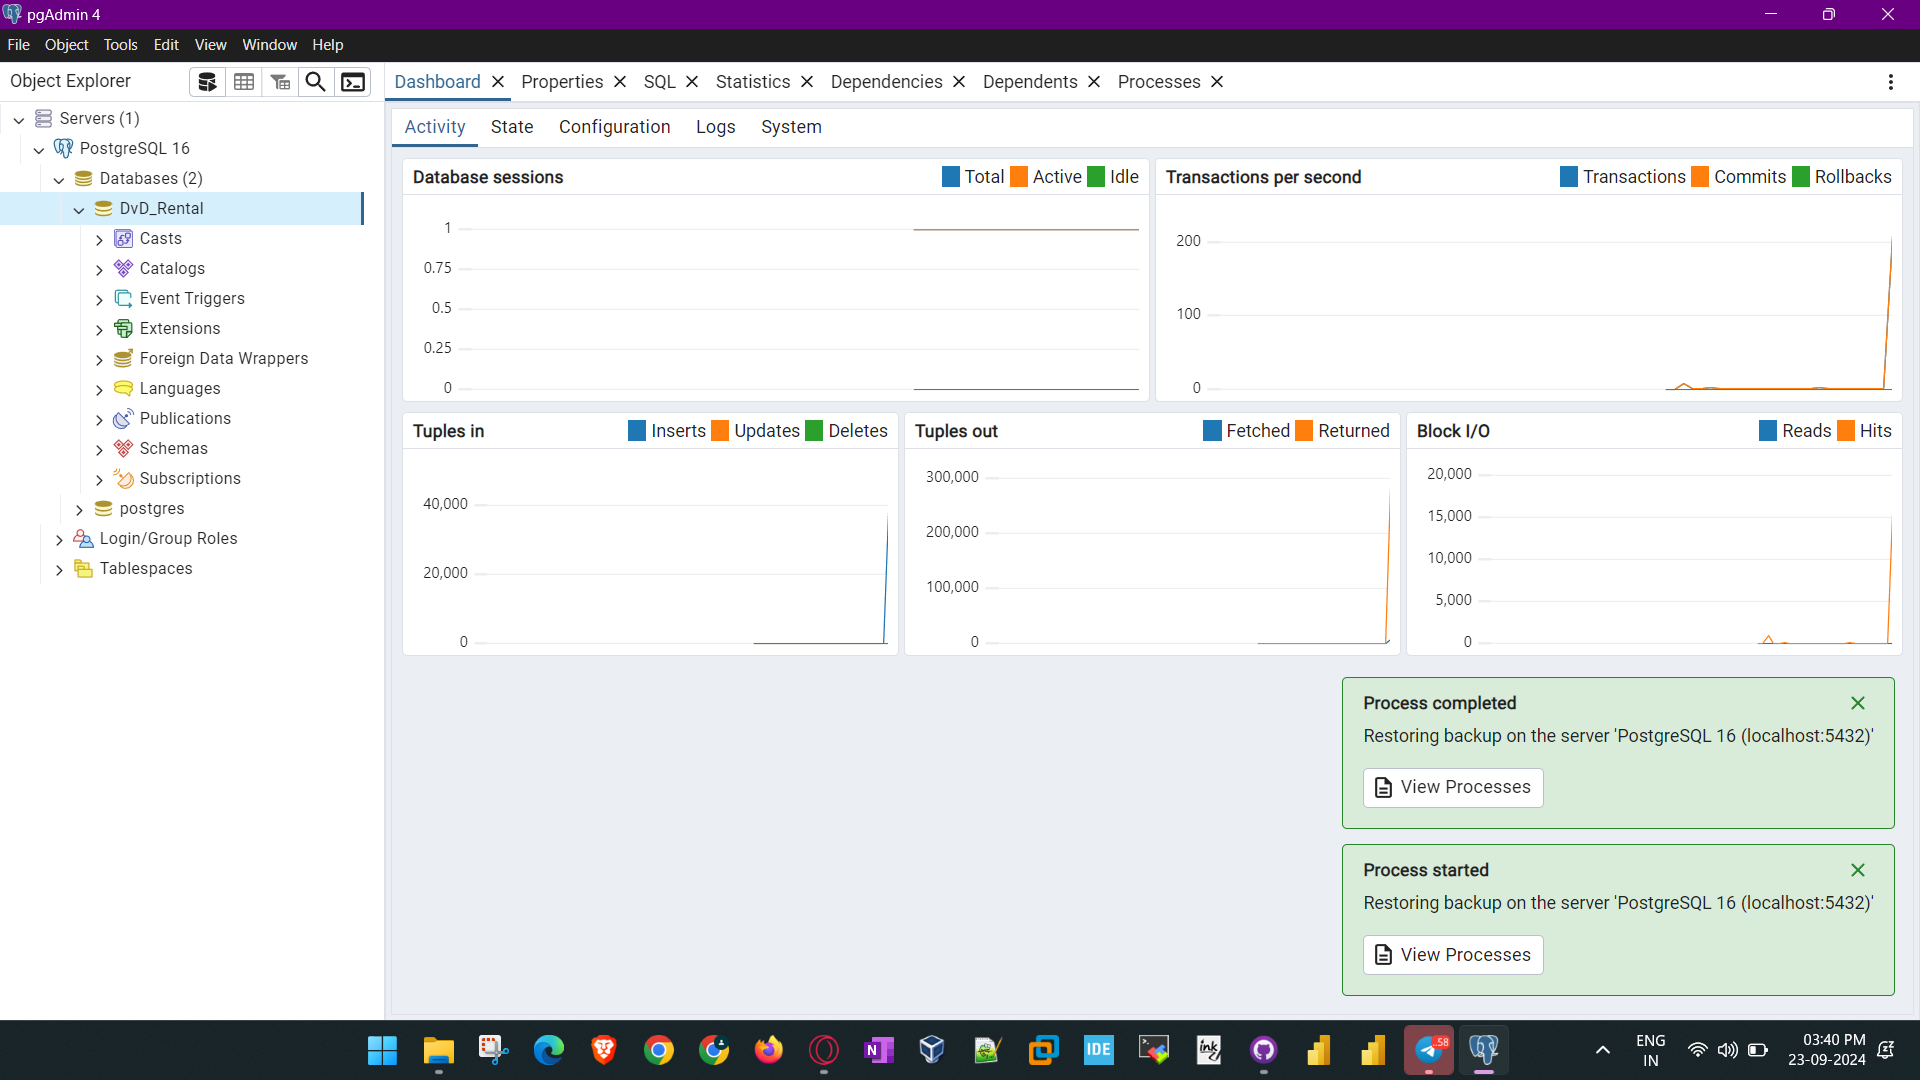 pgAdmin 4
File Object Tools Edit View Window Help
Object Explorer
Dashboard Properties SQL Statistics Dependencies Dependents Processes
Servers (1)
PostgreSQL 16
Databases (2)
DvD_Rental
Casts
Catalogs
Event Triggers
Extensions
Foreign Data Wrappers
Languages
Publications
Schemas
Subscriptions
postgres
Login/Group Roles
Tablespaces
Activity State Configuration Logs System
Database sessions Total Active Idle
1
0.75
0.5
0.25
0
Transactions per second Transactions Commits Rollbacks
200
100
0
Tuples in Inserts Updates Deletes
40,000
20,000
0
Tuples out Fetched Returned
300,000
200,000
100,000
0
Block I/O Reads Hits
20,000
15,000
10,000
5,000
0
Process completed
Restoring backup on the server 'PostgreSQL 16 (localhost:5432)'
View Processes
Process started
Restoring backup on the server 'PostgreSQL 16 (localhost:5432)'
View Processes
IDE
ink
..58
ENG
IN
03:40 PM
23-09-2024